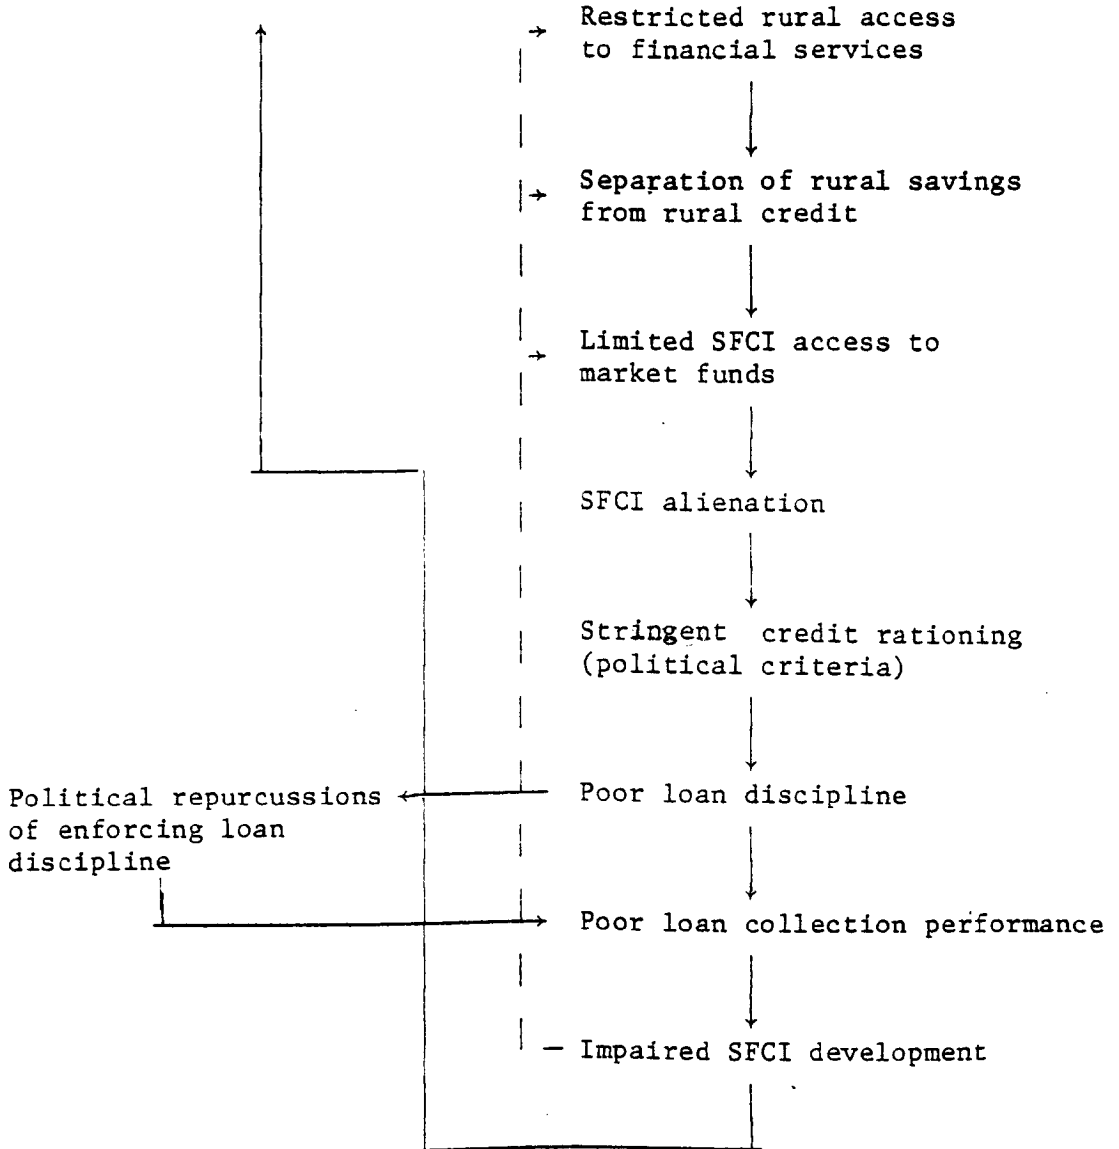 Restricted rural access
to financial services
Separation of rural savings
from rural credit
Limited SFCI access to
market funds
SFCI alienation
Stringent credit rationing
(political criteria)
Political repurcussions
of enforcing loan
discipline
Poor loan discipline
Poor loan collection performance
Impaired SFCI development